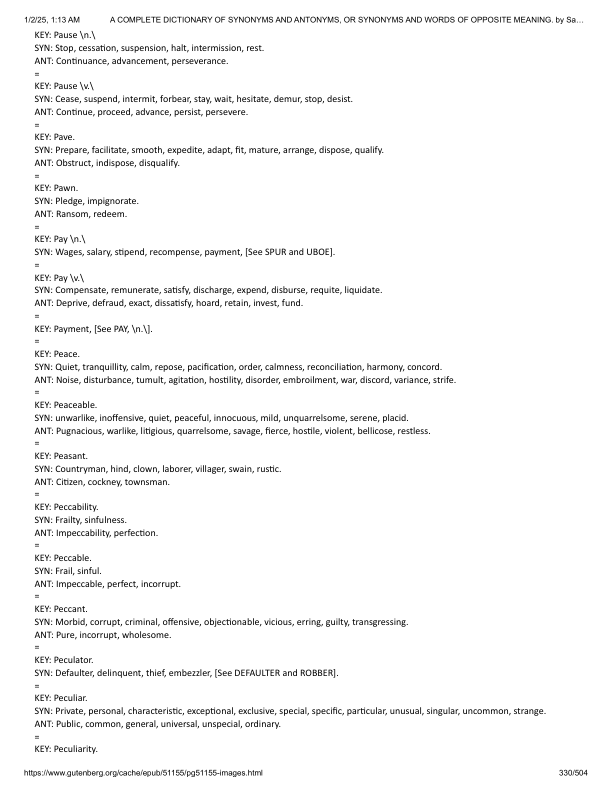 1/2/25, 1:13 AM A COMPLETE DICTIONARY OF SYNONYMS AND ANTONYMS, OR SYNONYMS AND WORDS OF OPPOSITE MEANING. by Sa…
KEY: Pause \n.\
SYN: Stop, cessation, suspension, halt, intermission, rest.
ANT: Continuance, advancement, perseverance.
=
KEY: Pause \v.\
SYN: Cease, suspend, intermit, forbear, stay, wait, hesitate, demur, stop, desist.
ANT: Continue, proceed, advance, persist, persevere.
=
KEY: Pave.
SYN: Prepare, facilitate, smooth, expedite, adapt, fit, mature, arrange, dispose, qualify.
ANT: Obstruct, indispose, disqualify.
=
KEY: Pawn.
SYN: Pledge, impignorate.
ANT: Ransom, redeem.
=
KEY: Pay \n.\
SYN: Wages, salary, stipend, recompense, payment, [See SPUR and UBOE].
=
KEY: Pay \v.\
SYN: Compensate, remunerate, satisfy, discharge, expend, disburse, requite, liquidate.
ANT: Deprive, defraud, exact, dissatisfy, hoard, retain, invest, fund.
=
KEY: Payment, [See PAY, \n.\].
=
KEY: Peace.
SYN: Quiet, tranquillity, calm, repose, pacification, order, calmness, reconciliation, harmony, concord.
ANT: Noise, disturbance, tumult, agitation, hostility, disorder, embroilment, war, discord, variance, strife.
=
KEY: Peaceable.
SYN: unwarlike, inoffensive, quiet, peaceful, innocuous, mild, unquarrelsome, serene, placid.
ANT: Pugnacious, warlike, litigious, quarrelsome, savage, fierce, hostile, violent, bellicose, restless.
=
KEY: Peasant.
SYN: Countryman, hind, clown, laborer, villager, swain, rustic.
ANT: Citizen, cockney, townsman.
=
KEY: Peccability.
SYN: Frailty, sinfulness.
ANT: Impeccability, perfection.
=
KEY: Peccable.
SYN: Frail, sinful.
ANT: Impeccable, perfect, incorrupt.
=
KEY: Peccant.
SYN: Morbid, corrupt, criminal, offensive, objectionable, vicious, erring, guilty, transgressing.
ANT: Pure, incorrupt, wholesome.
=
KEY: Peculator.
SYN: Defaulter, delinquent, thief, embezzler, [See DEFAULTER and ROBBER].
=
KEY: Peculiar.
SYN: Private, personal, characteristic, exceptional, exclusive, special, specific, particular, unusual, singular, uncommon, strange.
ANT: Public, common, general, universal, unspecial, ordinary.
=
KEY: Peculiarity.
https://www.gutenberg.org/cache/epub/51155/pg51155-images.html 330/504